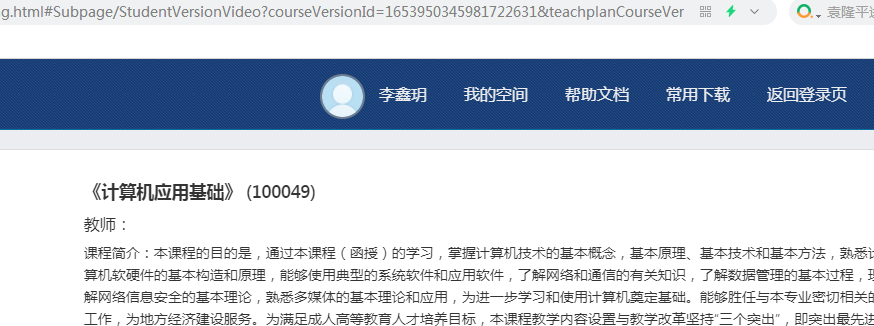 ng.html#Subpage/StudentVersionVideo?courseVersionId=1653950345981722631&teachplanCourseVer
袁隆平逝
李鑫玥 我的空间 帮助文档 常用下载 返回登录页
《计算机应用基础》 (100049)
教师：
课程简介：本课程的目的是，通过本课程（函授）的学习，掌握计算机技术的基本概念，基本原理、基本技术和基本方法，熟悉计
算机软硬件的基本构造和原理，能够使用典型的系统软件和应用软件，了解网络和通信的有关知识，了解数据管理的基本过程，理
解网络信息安全的基本理论，熟悉多媒体的基本理论和应用，为进一步学习和使用计算机奠定基础。能够胜任与本专业密切相关的
工作，为地方经济建设服务。为满足成人高等教育人才培养目标，本课程教学内容设置与教学改革坚持“三个突出”，即突出最先进